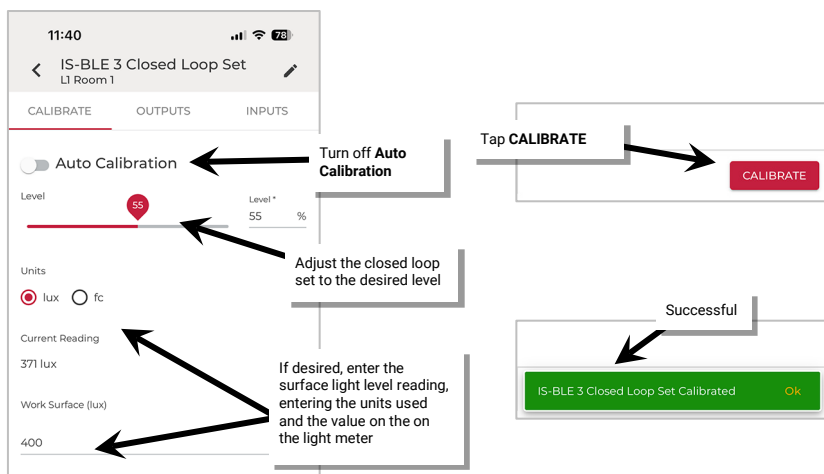 11:40
78
IS-BLE 3 Closed Loop Set
L1 Room 1
CALIBRATE OUTPUTS INPUTS
Auto Calibration
Turn off Auto
Calibration
Level
55
Level *
55 %
Adjust the closed loop
set to the desired level
Units
lux fc
Current Reading
371 lux
If desired, enter the
surface light level reading,
entering the units used
and the value on the on
the light meter
Work Surface (lux)
400
Tap CALIBRATE
CALIBRATE
Successful
IS-BLE 3 Closed Loop Set Calibrated Ok